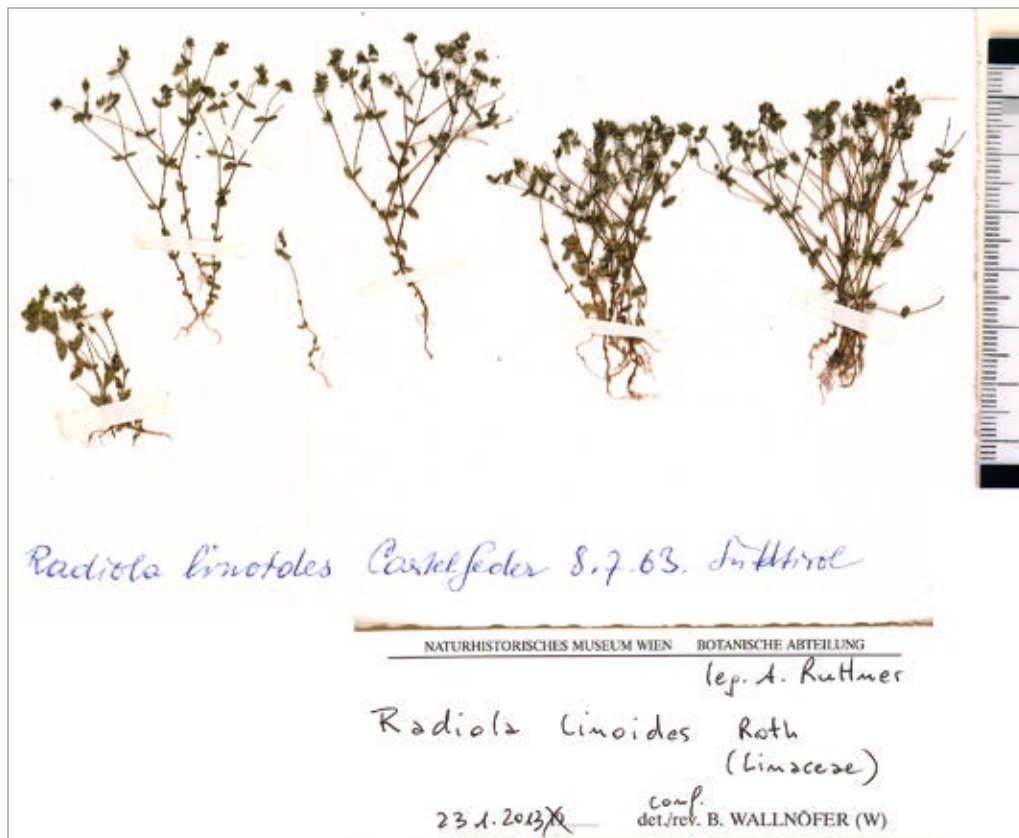 Radiola linoides Castelfeder 8.7.63. Südtirol
NATURHISTORISCHES MUSEUM WIEN BOTANISCHE ABTEILUNG
leg. A. Ruttner
Radiola linoides Roth
(Linaceae)
23.1.2013
conf.
det./rev. B. WALLNÖFER (W)